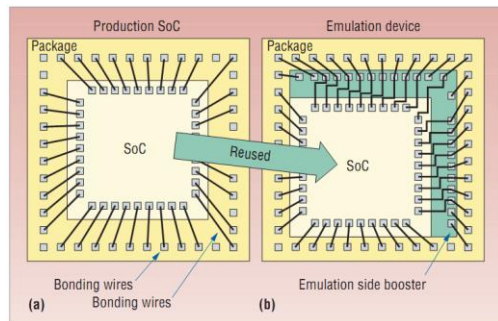 Production SoC
Package
SoC
Bonding wires
Bonding wires
(a)
Reused
Emulation device
Package
SoC
Emulation side booster
(b)